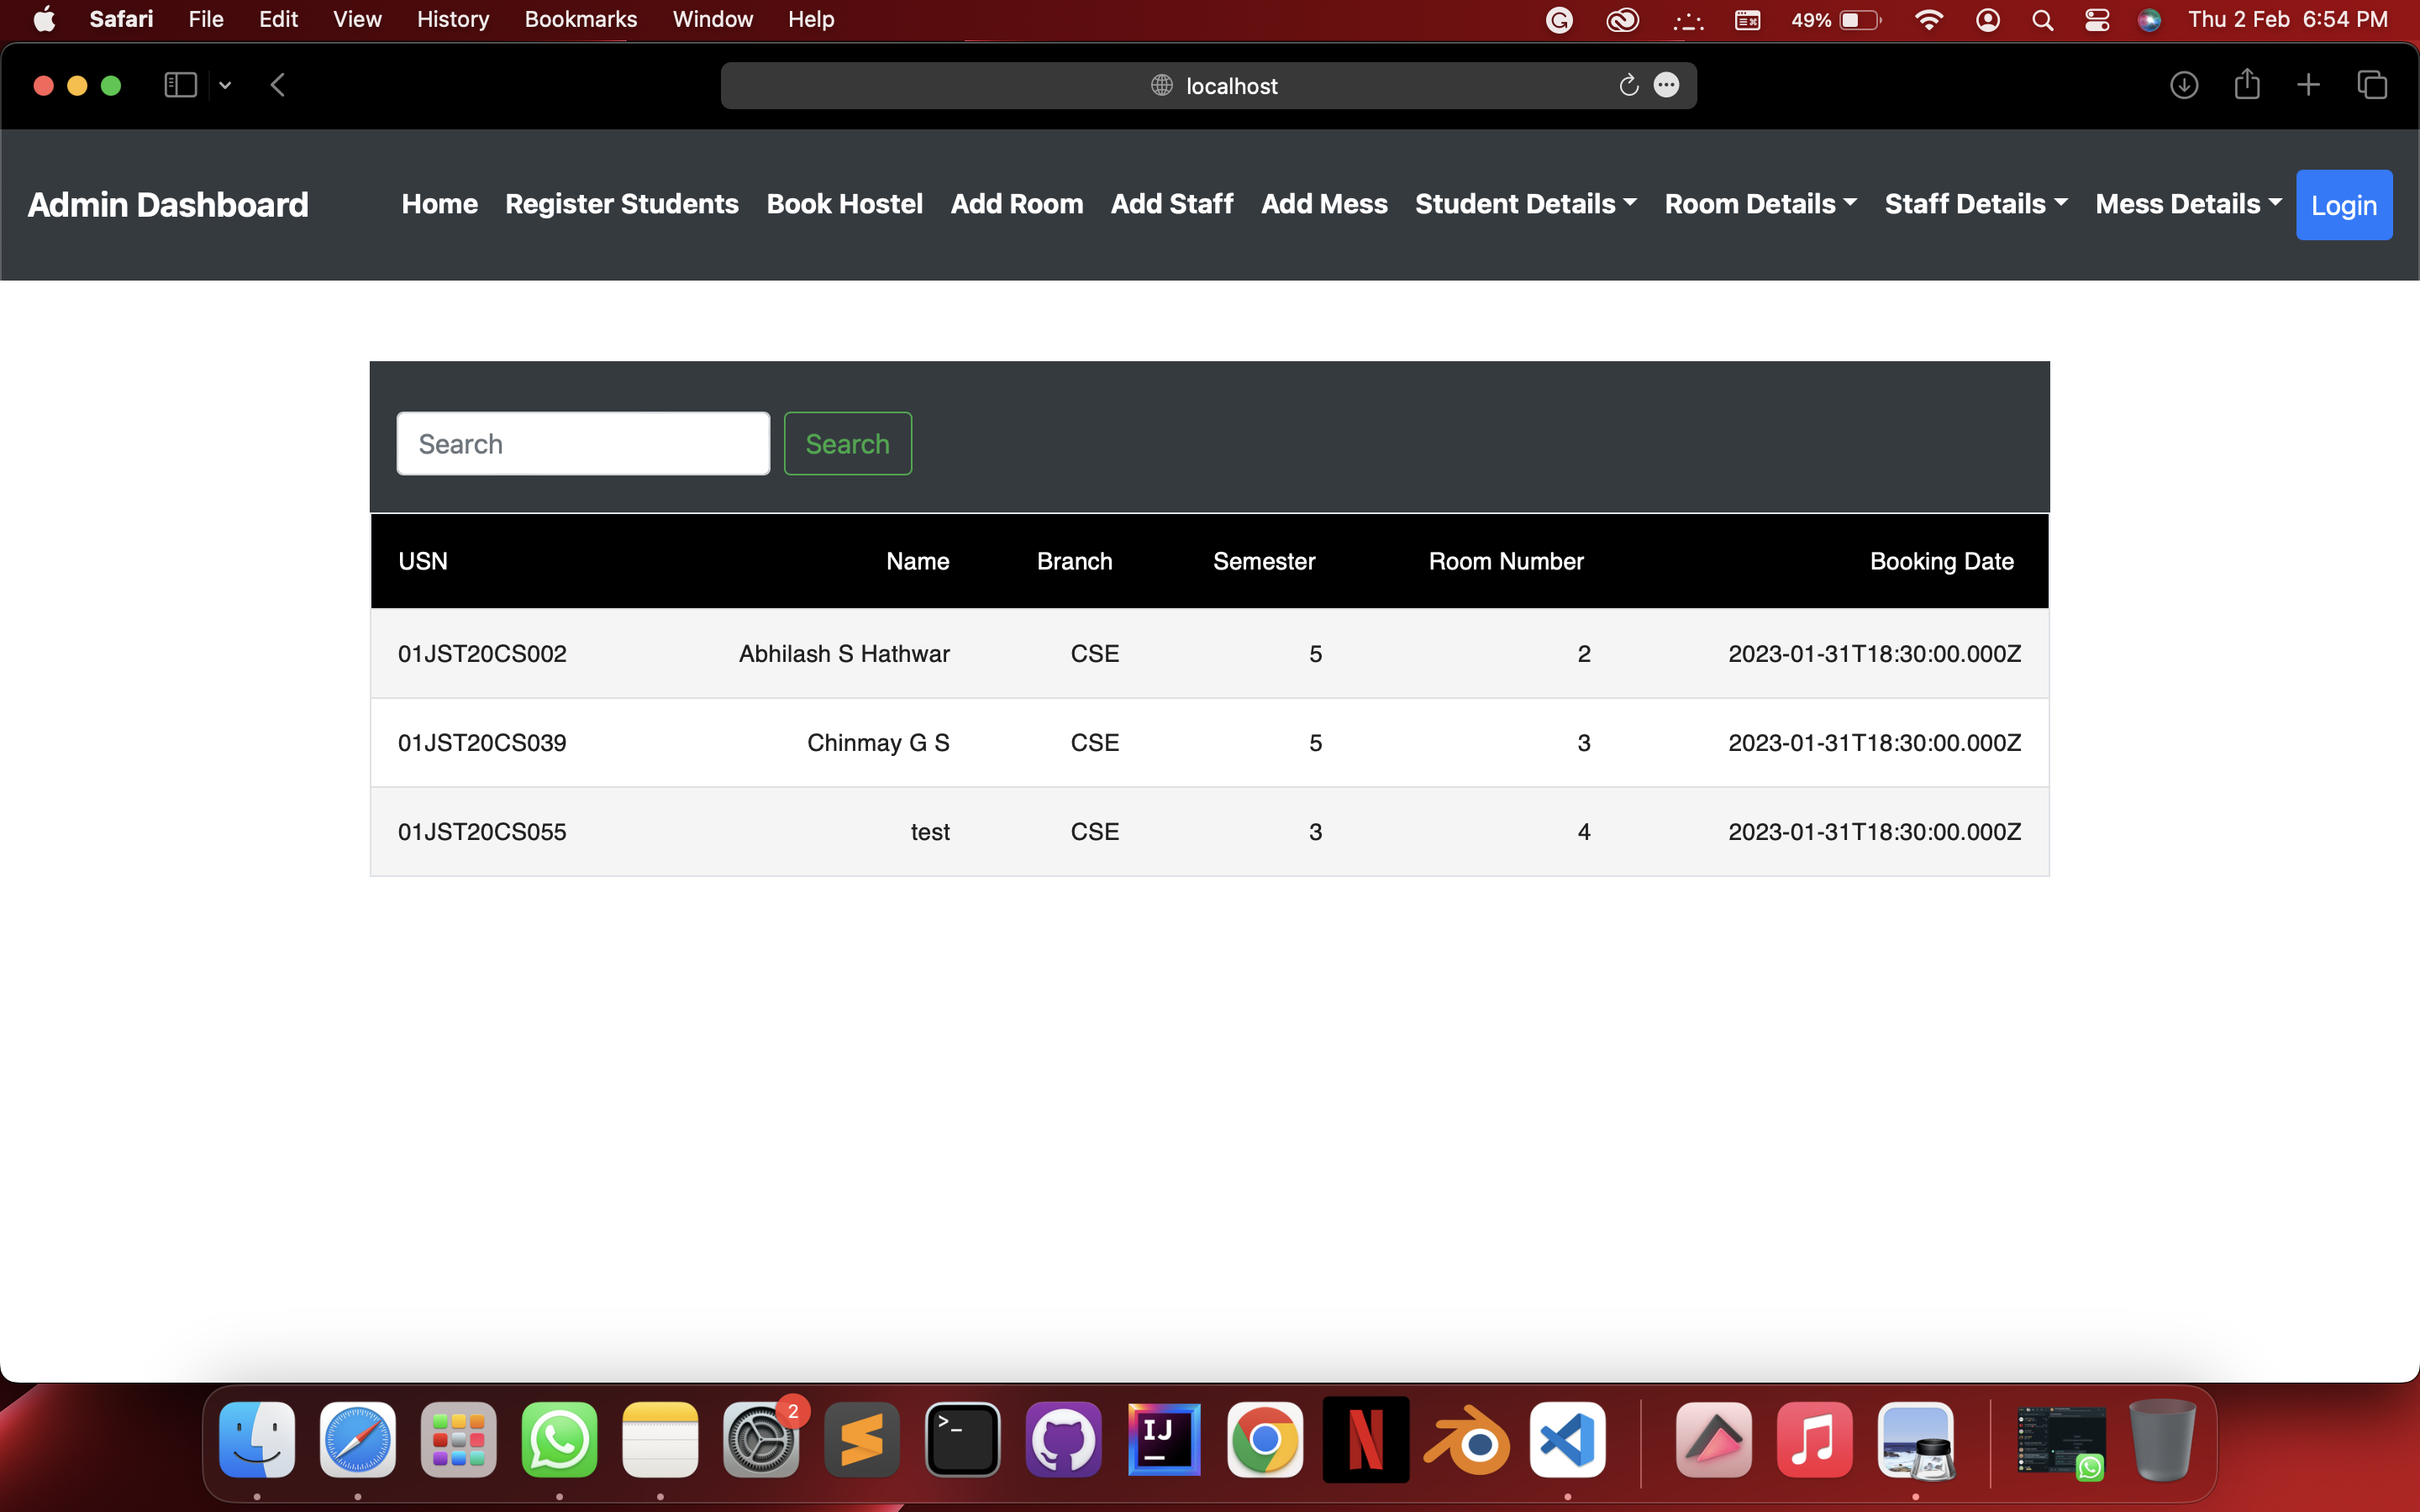 Safari File Edit View History Bookmarks Window Help 49% Thu 2 Feb 6:54 PM
localhost
Admin Dashboard Home Register Students Book Hostel Add Room Add Staff Add Mess Student Details Room Details Staff Details Mess Details Login
Search Search
USN Name Branch Semester Room Number Booking Date
01JST20CS002 Abhilash S Hathwar CSE 5 2 2023-01-31T18:30:00.000Z
01JST20CS039 Chinmay G S CSE 5 3 2023-01-31T18:30:00.000Z
01JST20CS055 test CSE 3 4 2023-01-31T18:30:00.000Z
2
>_
IJ
N